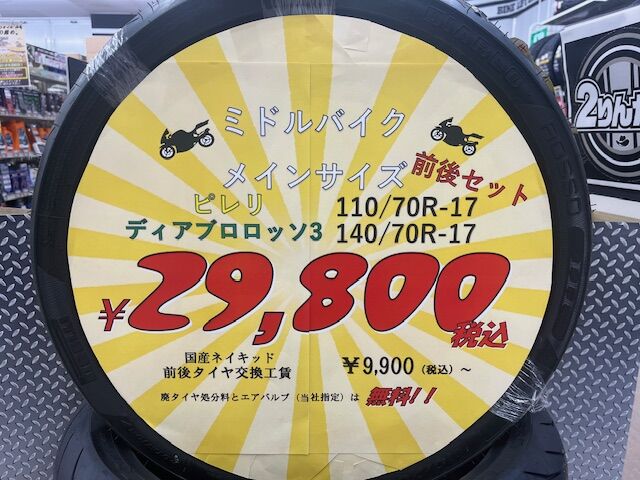 ミドルバイク
メインサイズ
前後セット
ピレリ 110/70R-17
ディアブロロッソ3 140/70R-17
¥29,800税込
国産ネイキッド
前後タイヤ交換工賃 ¥9,900(税込)~
廃タイヤ処分料とエアバルブ(当社指定)は無料!!
2りんか